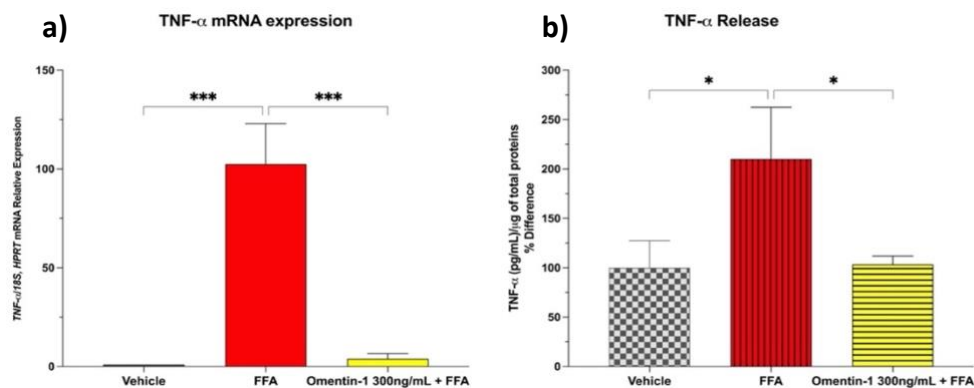 a)
TNF-α mRNA expression
TNF-α/18S, HPRT mRNA Relative Expression
150
100
50
0
***
***
Vehicle
FFA
Omentin-1 300ng/mL + FFA
b)
TNF-α Release
TNF-α (pg/mL)/μg of total proteins
% Difference
300
250
200
150
100
50
0
*
*
Vehicle
FFA
Omentin-1 300ng/mL + FFA